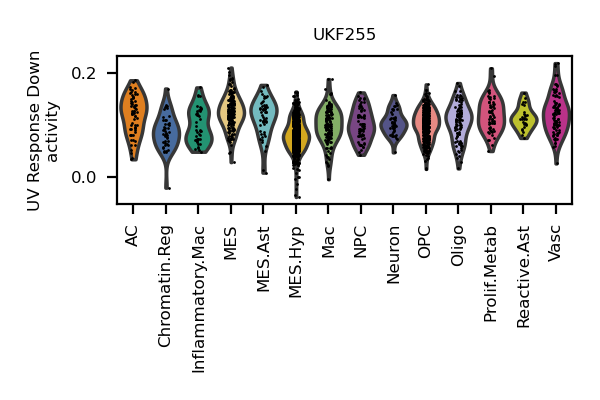 UKF255
UV Response Down
activity
0.2
0.0
AC
Chromatin.Reg
Inflammatory.Mac
MES
MES.Ast
MES.Hyp
Mac
NPC
Neuron
OPC
Oligo
Prolif.Metab
Reactive.Ast
Vasc